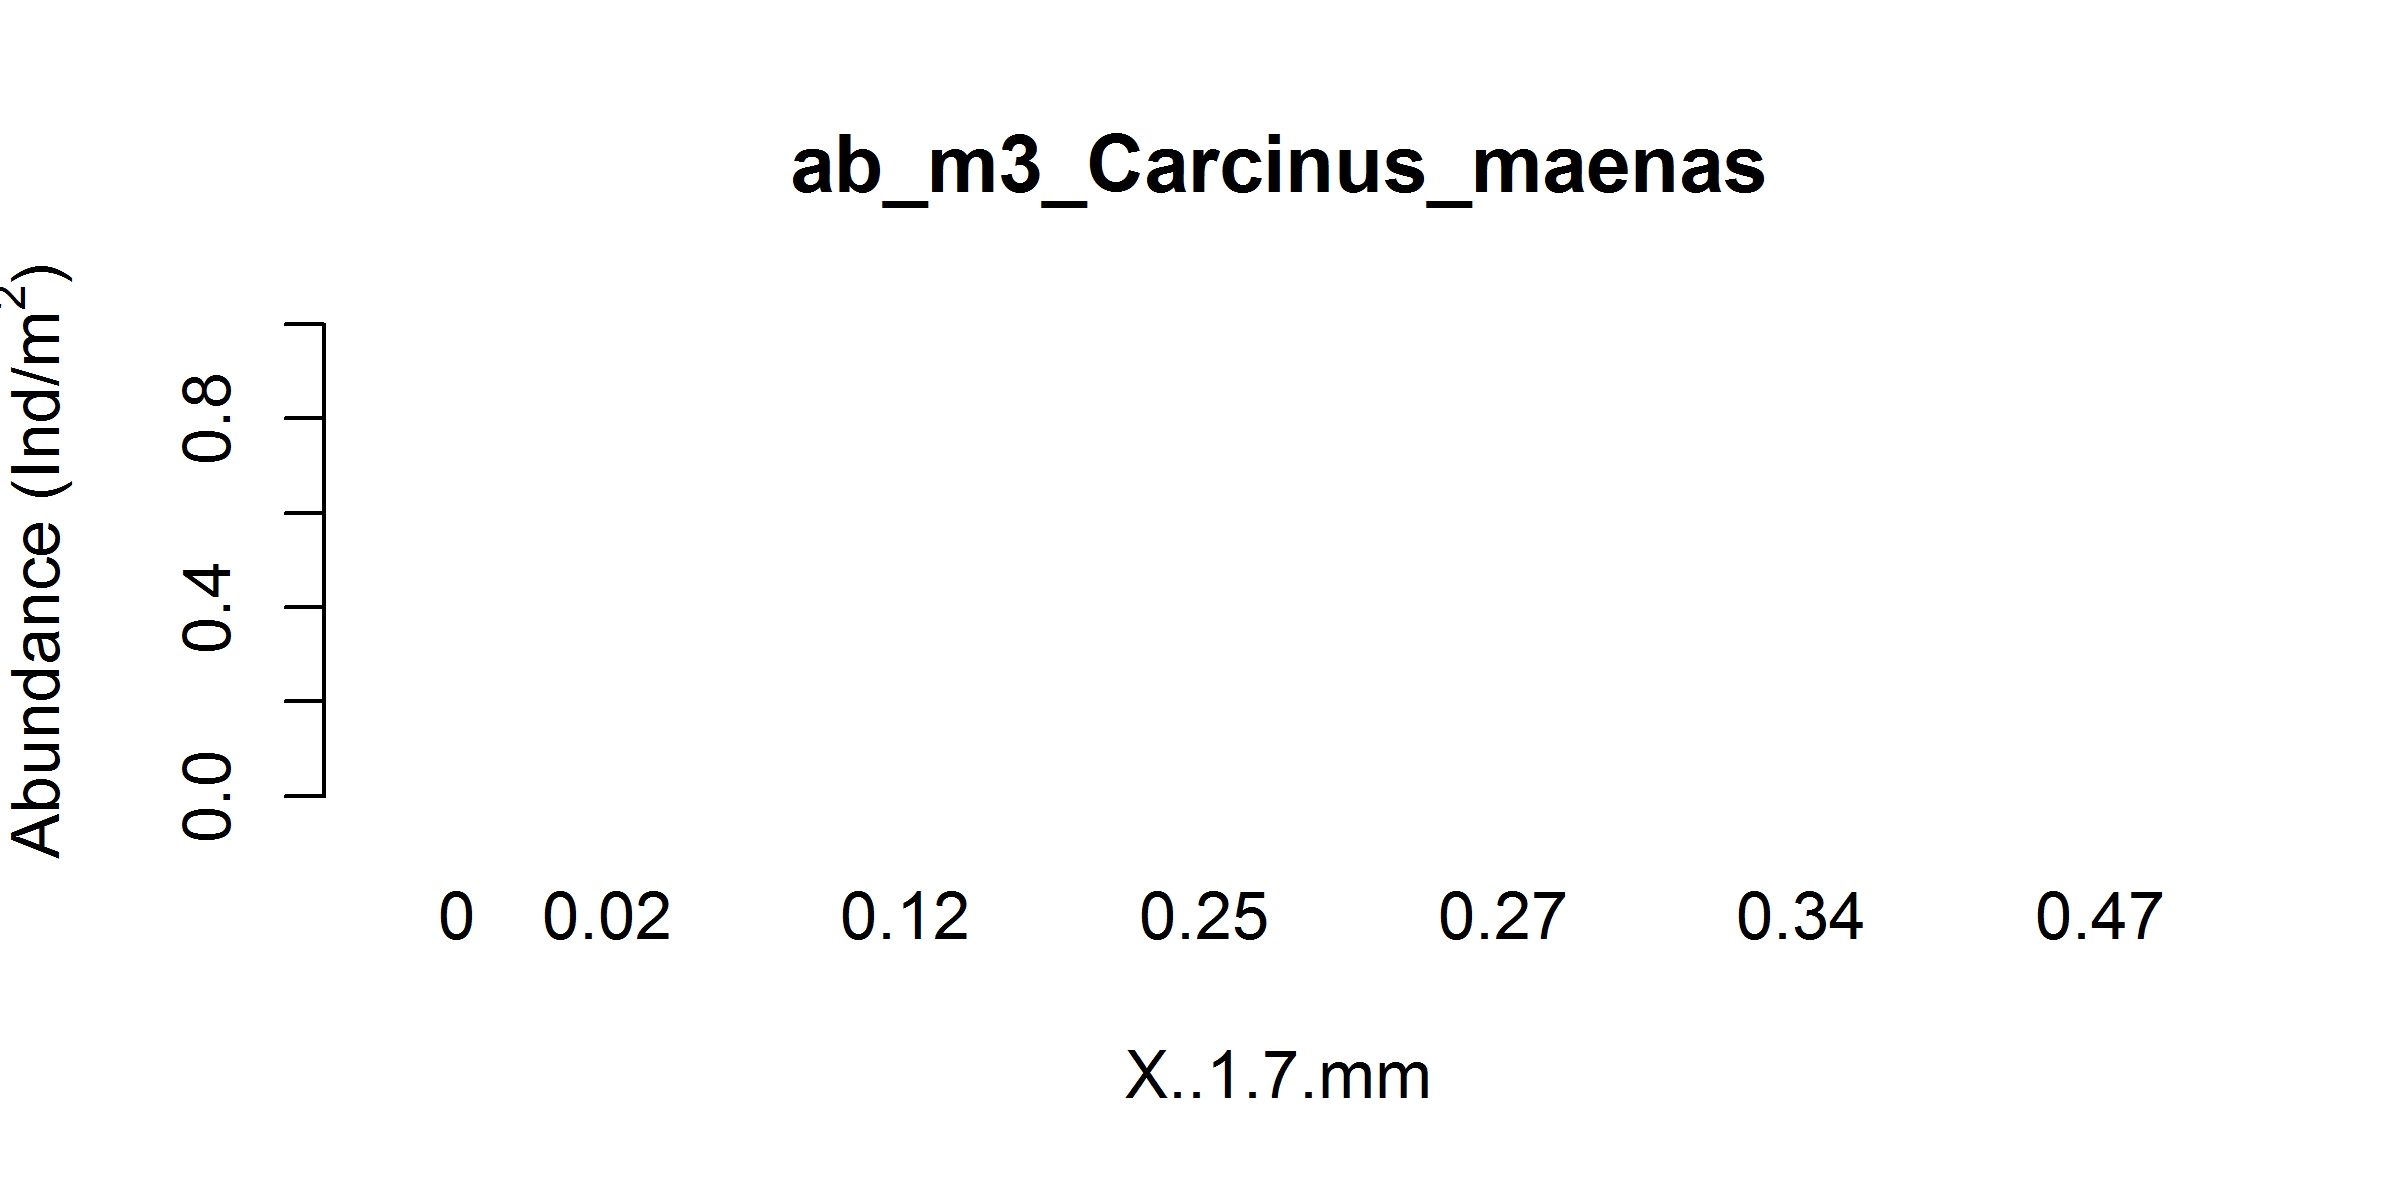 ab_m3_Carcinus_maenas
Abundance (Ind/m²)
0.8
0.4
0.0
0 0.02 0.12 0.25 0.27 0.34 0.47
X..1.7.mm